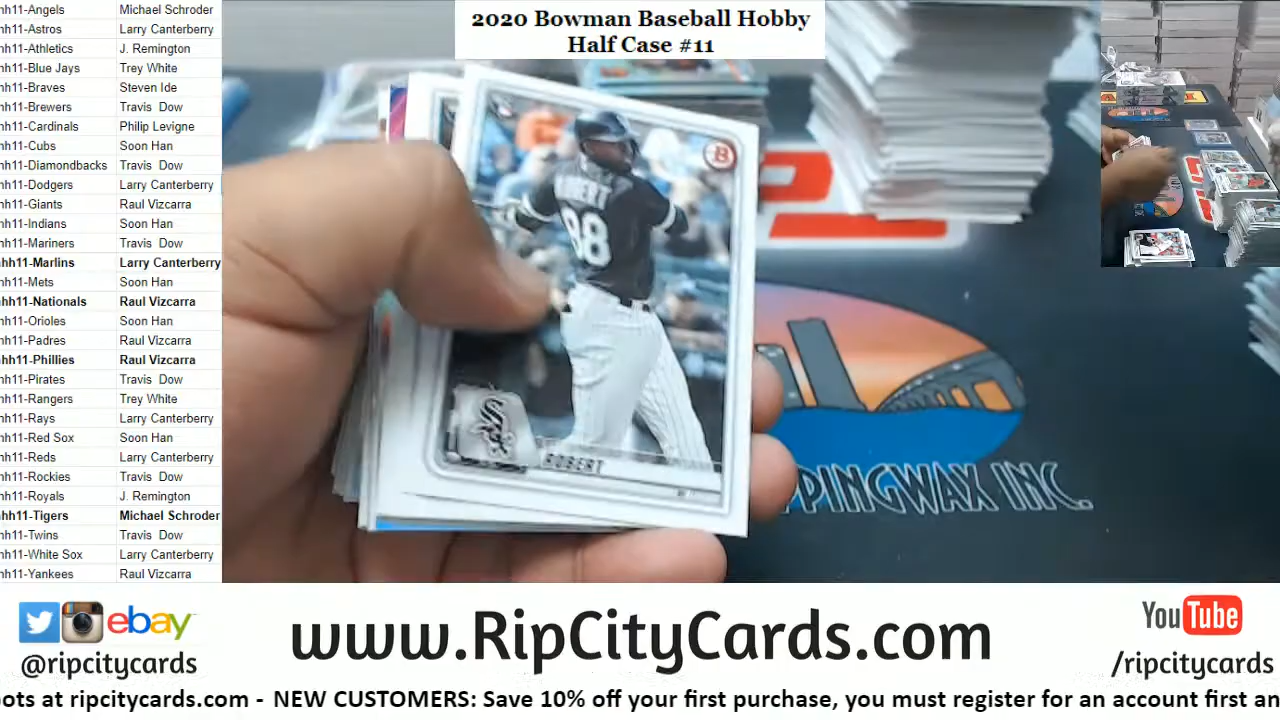 2020 Bowman Baseball Hobby
Half Case #11
hh11-Angels Michael Schroder
hh11-Astros Larry Canterberry
hh11-Athletics J. Remington
hh11-Blue Jays Trey White
hh11-Braves Steven Ide
hh11-Brewers Travis Dow
hh11-Cardinals Philip Levigne
hh11-Cubs Soon Han
hh11-Diamondbacks Travis Dow
hh11-Dodgers Larry Canterberry
hh11-Giants Raul Vizcarra
hh11-Indians Soon Han
hh11-Mariners Travis Dow
hh11-Marlins Larry Canterberry
hh11-Mets Soon Han
hh11-Nationals Raul Vizcarra
hh11-Orioles Soon Han
hh11-Padres Raul Vizcarra
hh11-Phillies Raul Vizcarra
hh11-Pirates Travis Dow
hh11-Rangers Trey White
hh11-Rays Larry Canterberry
hh11-Red Sox Soon Han
hh11-Reds Larry Canterberry
hh11-Rockies Travis Dow
hh11-Royals J. Remington
hh11-Tigers Michael Schroder
hh11-Twins Travis Dow
hh11-White Sox Larry Canterberry
hh11-Yankees Raul Vizcarra
B
ROBERT
88
Sox
ROBERT
PPINGWAX INC.
ebay
@ripcitycards
www.RipCityCards.com
YouTube
/ripcitycards
ots at ripcitycards.com - NEW CUSTOMERS: Save 10% off your first purchase, you must register for an account first an